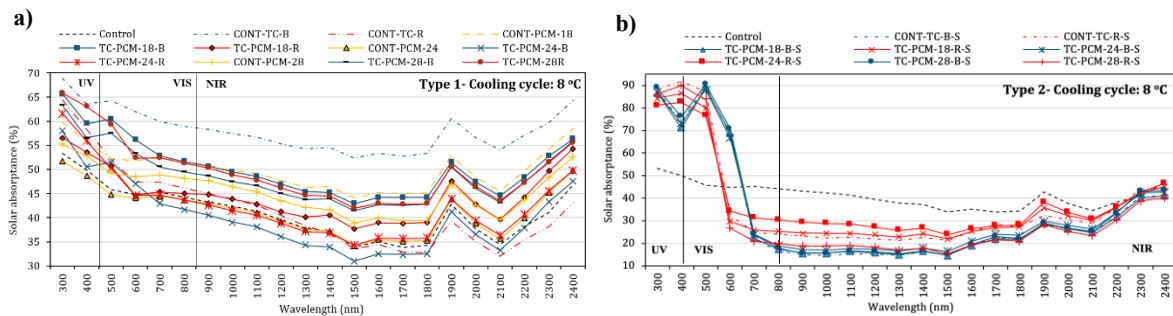 a)
Control
CONT-TC-B
CONT-TC-R
CONT-PCM-18
TC-PCM-18-B
TC-PCM-18-R
CONT-PCM-24
TC-PCM-24-B
TC-PCM-24-R
CONT-PCM-28
TC-PCM-28-B
TC-PCM-28R
UV
VIS
NIR
Type 1- Cooling cycle: 8 °C
Solar absorptance (%)
70
65
60
55
50
45
40
35
30
300
400
500
600
700
800
900
1000
1100
1200
1300
1400
1500
1600
1700
1800
1900
2000
2100
2200
2300
2400
Wavelength (nm)
b)
Control
CONT-TC-B-S
CONT-TC-R-S
TC-PCM-18-B-S
TC-PCM-18-R-S
TC-PCM-24-B-S
TC-PCM-24-R-S
TC-PCM-28-B-S
TC-PCM-28-R-S
Type 2- Cooling cycle: 8 °C
UV
VIS
NIR
Solar absorptance (%)
100
90
80
70
60
50
40
30
20
10
300
400
500
600
700
800
900
1000
1100
1200
1300
1400
1500
1600
1700
1800
1900
2000
2100
2200
2300
2400
Wavelength (nm)